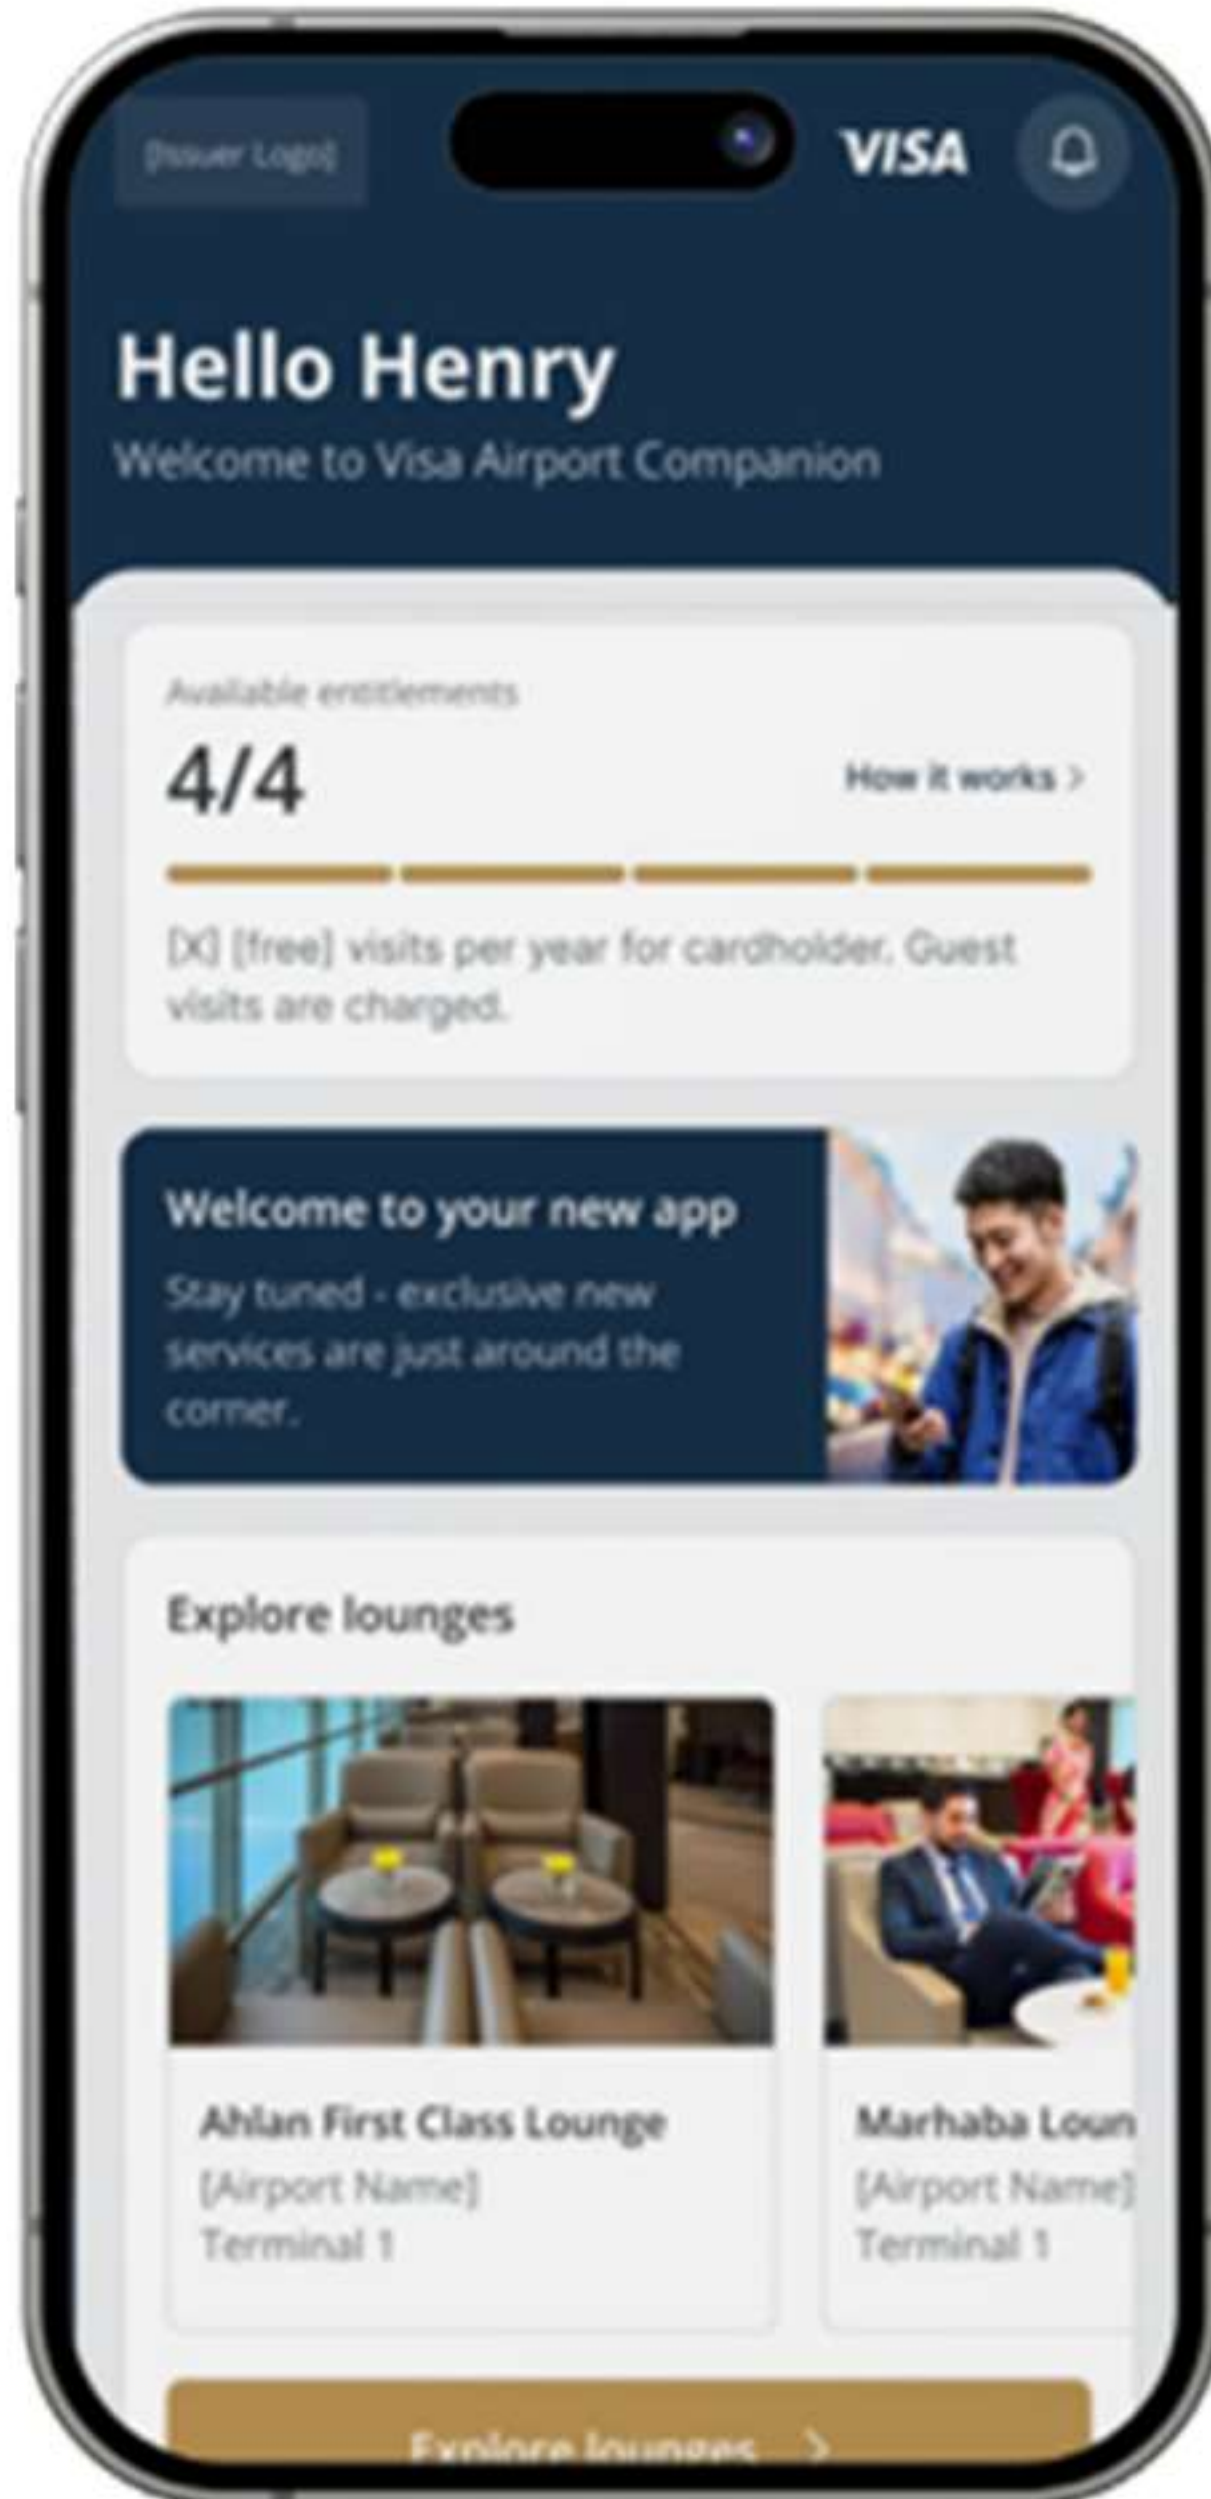 [Issuer Logo]
VISA
Hello Henry
Welcome to Visa Airport Companion
Available entitlements
4/4
How it works >
[X] [free] visits per year for cardholder. Guest
visits are charged.
Welcome to your new app
Stay tuned - exclusive new
services are just around the
corner.
Explore lounges
Ahlan First Class Lounge
[Airport Name]
Terminal 1
Marhaba Loun
[Airport Name]
Terminal 1
Explore lounges >